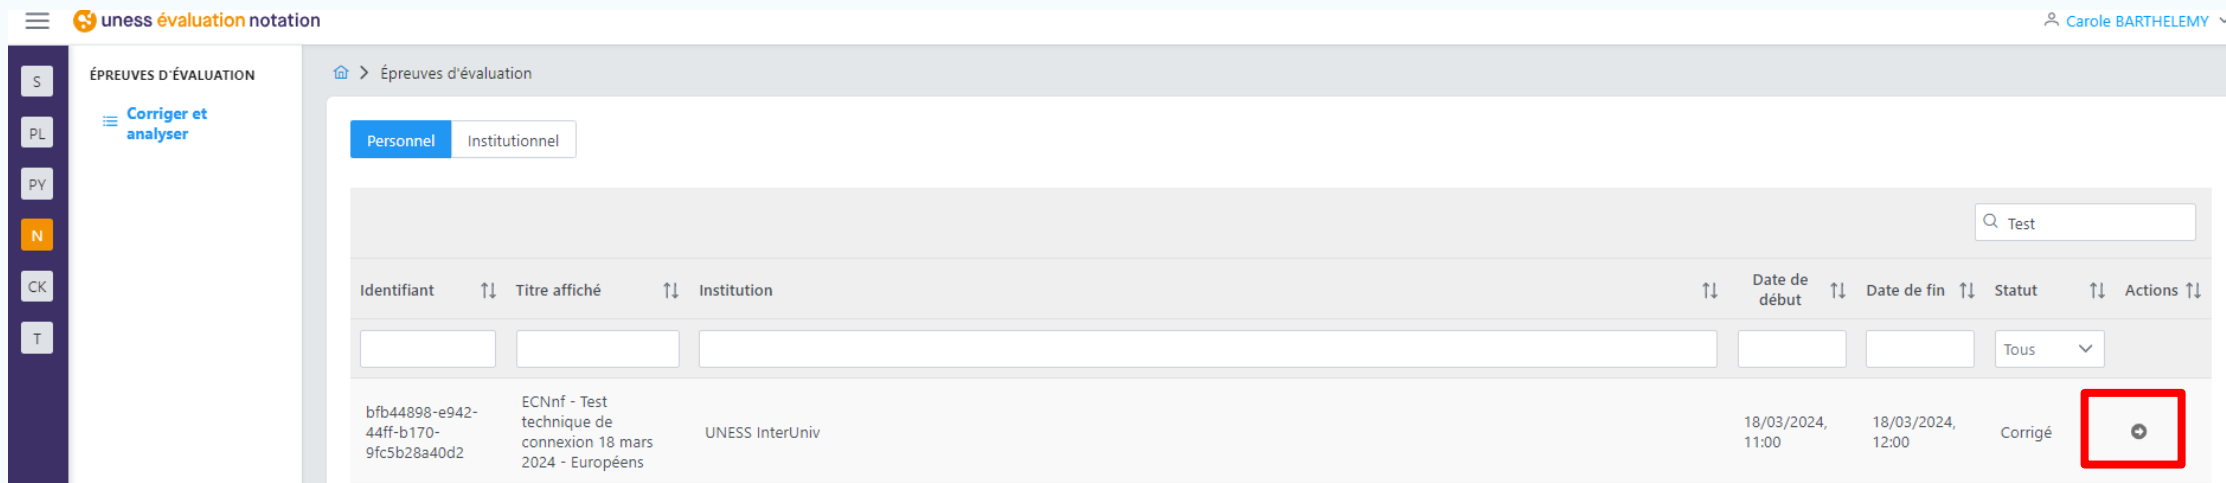 uness évaluation notation
Carole BARTHELEMY
S
PL
PY
N
CK
T
ÉPREUVES D'ÉVALUATION
Corriger et
analyser
Épreuves d'évaluation
Personnel
Institutionnel
Test
Identifiant
Titre affiché
Institution
Date de
début
Date de fin
Statut
Actions
Tous
bfb44898-e942-
44ff-b170-
9fc5b28a40d2
ECNnf - Test
technique de
connexion 18 mars
2024 - Européens
UNESS InterUniv
18/03/2024,
11:00
18/03/2024,
12:00
Corrigé